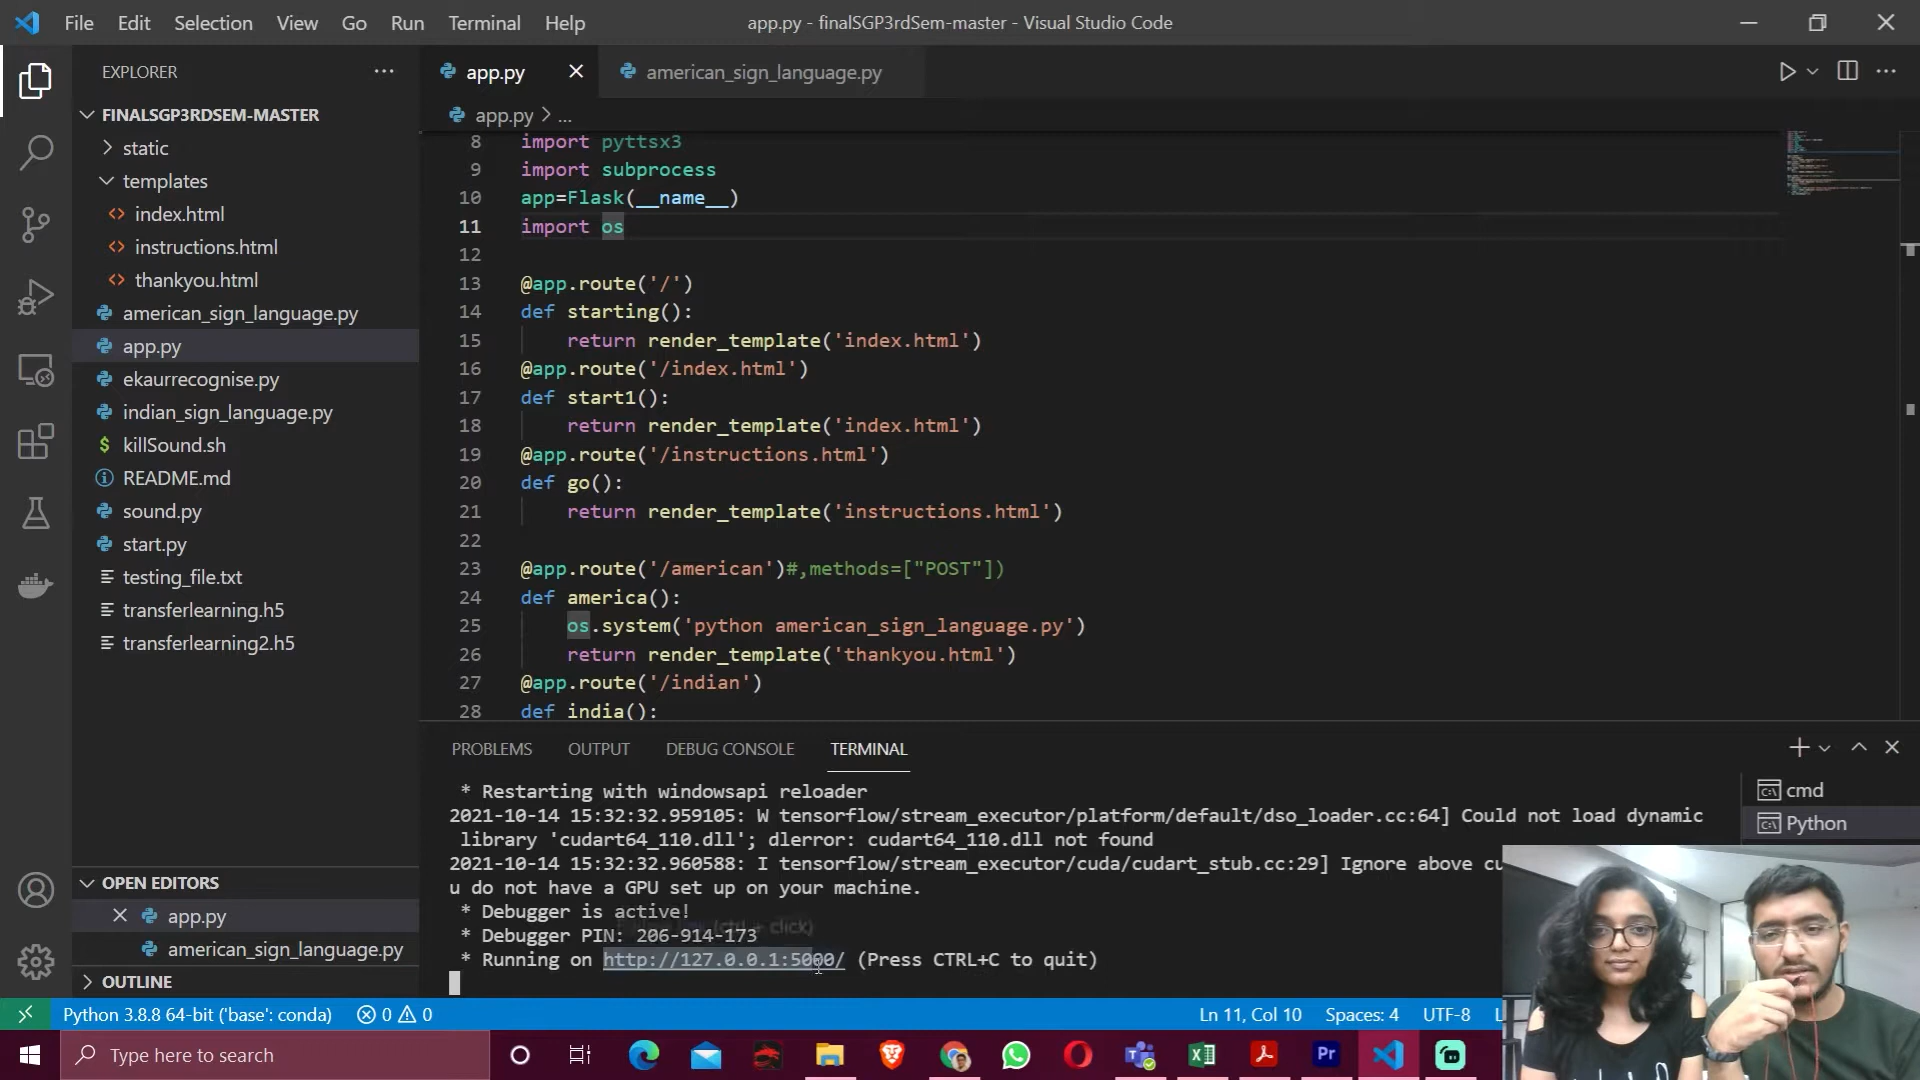 File Edit Selection View Go Run Terminal Help
app.py - finalSGP3rdSem-master - Visual Studio Code
EXPLORER
FINALSGP3RDSEM-MASTER
static
templates
index.html
instructions.html
thankyou.html
american_sign_language.py
app.py
ekaurrecognise.py
indian_sign_language.py
killSound.sh
README.md
sound.py
start.py
testing_file.txt
transferlearning.h5
transferlearning2.h5
OPEN EDITORS
app.py
american_sign_language.py
OUTLINE
app.py
american_sign_language.py
app.py > ...
8 import pyttsx3
9 import subprocess
10 app=Flask(__name__)
11 import os
12
13 @app.route('/')
14 def starting():
15 return render_template('index.html')
16 @app.route('/index.html')
17 def start1():
18 return render_template('index.html')
19 @app.route('/instructions.html')
20 def go():
21 return render_template('instructions.html')
22
23 @app.route('/american')#,methods=["POST"])
24 def america():
25 os.system('python american_sign_language.py')
26 return render_template('thankyou.html')
27 @app.route('/indian')
28 def india():
PROBLEMS OUTPUT DEBUG CONSOLE TERMINAL
* Restarting with windowsapi reloader
2021-10-14 15:32:32.959105: W tensorflow/stream_executor/platform/default/dso_loader.cc:64] Could not load dynamic
library 'cudart64_110.dll'; dlerror: cudart64_110.dll not found
2021-10-14 15:32:32.960588: I tensorflow/stream_executor/cuda/cudart_stub.cc:29] Ignore above cu
u do not have a GPU set up on your machine.
* Debugger is active!
* Debugger PIN: 206-914-173
* Running on http://127.0.0.1:5000/ (Press CTRL+C to quit)
(ctrl + click)
cmd
Python
Python 3.8.8 64-bit ('base': conda) 0 0
Ln 11, Col 10 Spaces: 4 UTF-8
Type here to search